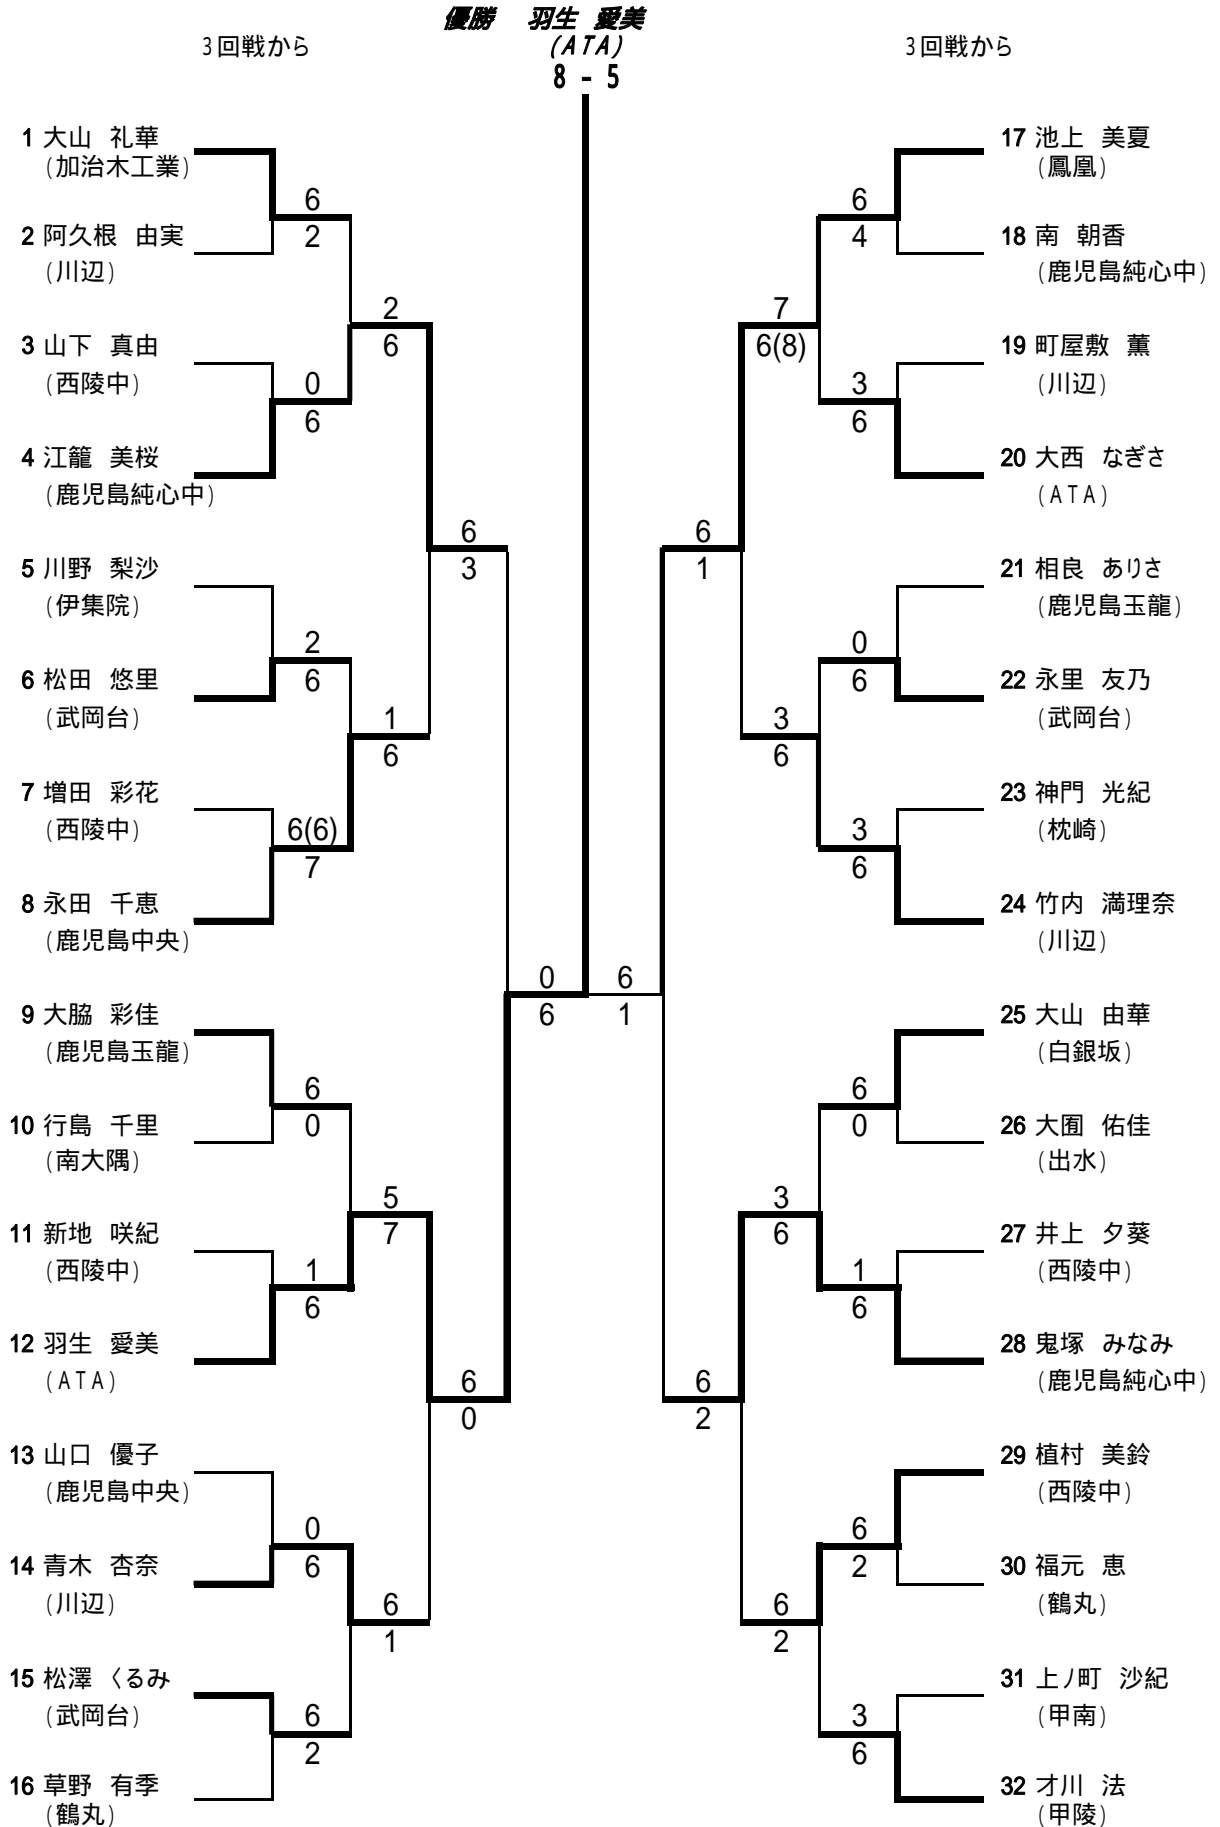 優勝 羽生 愛美
(ATA)
8 - 5
3回戦から
3回戦から
1 大山 礼華
(加治木工業)
6
2
2 阿久根 由実
(川辺)
2
6
3 山下 真由
(西陵中)
0
6
4 江籠 美桜
(鹿児島純心中)
6
3
5 川野 梨沙
(伊集院)
2
6
6 松田 悠里
(武岡台)
1
6
7 増田 彩花
(西陵中)
6(6)
7
8 永田 千恵
(鹿児島中央)
0
6
9 大脇 彩佳
(鹿児島玉龍)
6
0
10 行島 千里
(南大隅)
5
7
11 新地 咲紀
(西陵中)
1
6
12 羽生 愛美
(ATA)
6
0
13 山口 優子
(鹿児島中央)
0
6
14 青木 杏奈
(川辺)
6
1
15 松澤 くるみ
(武岡台)
6
2
16 草野 有季
(鶴丸)
17 池上 美夏
(鳳凰)
6
4
18 南 朝香
(鹿児島純心中)
7
6(8)
19 町屋敷 薫
(川辺)
3
6
20 大西 なぎさ
(ATA)
6
1
21 相良 ありさ
(鹿児島玉龍)
0
6
22 永里 友乃
(武岡台)
3
6
23 神門 光紀
(枕崎)
3
6
24 竹内 満理奈
(川辺)
6
1
25 大山 由華
(白銀坂)
6
0
26 大囿 佑佳
(出水)
3
6
27 井上 夕葵
(西陵中)
1
6
28 鬼塚 みなみ
(鹿児島純心中)
6
2
29 植村 美鈴
(西陵中)
6
2
30 福元 恵
(鶴丸)
6
2
31 上ノ町 沙紀
(甲南)
3
6
32 才川 法
(甲陵)